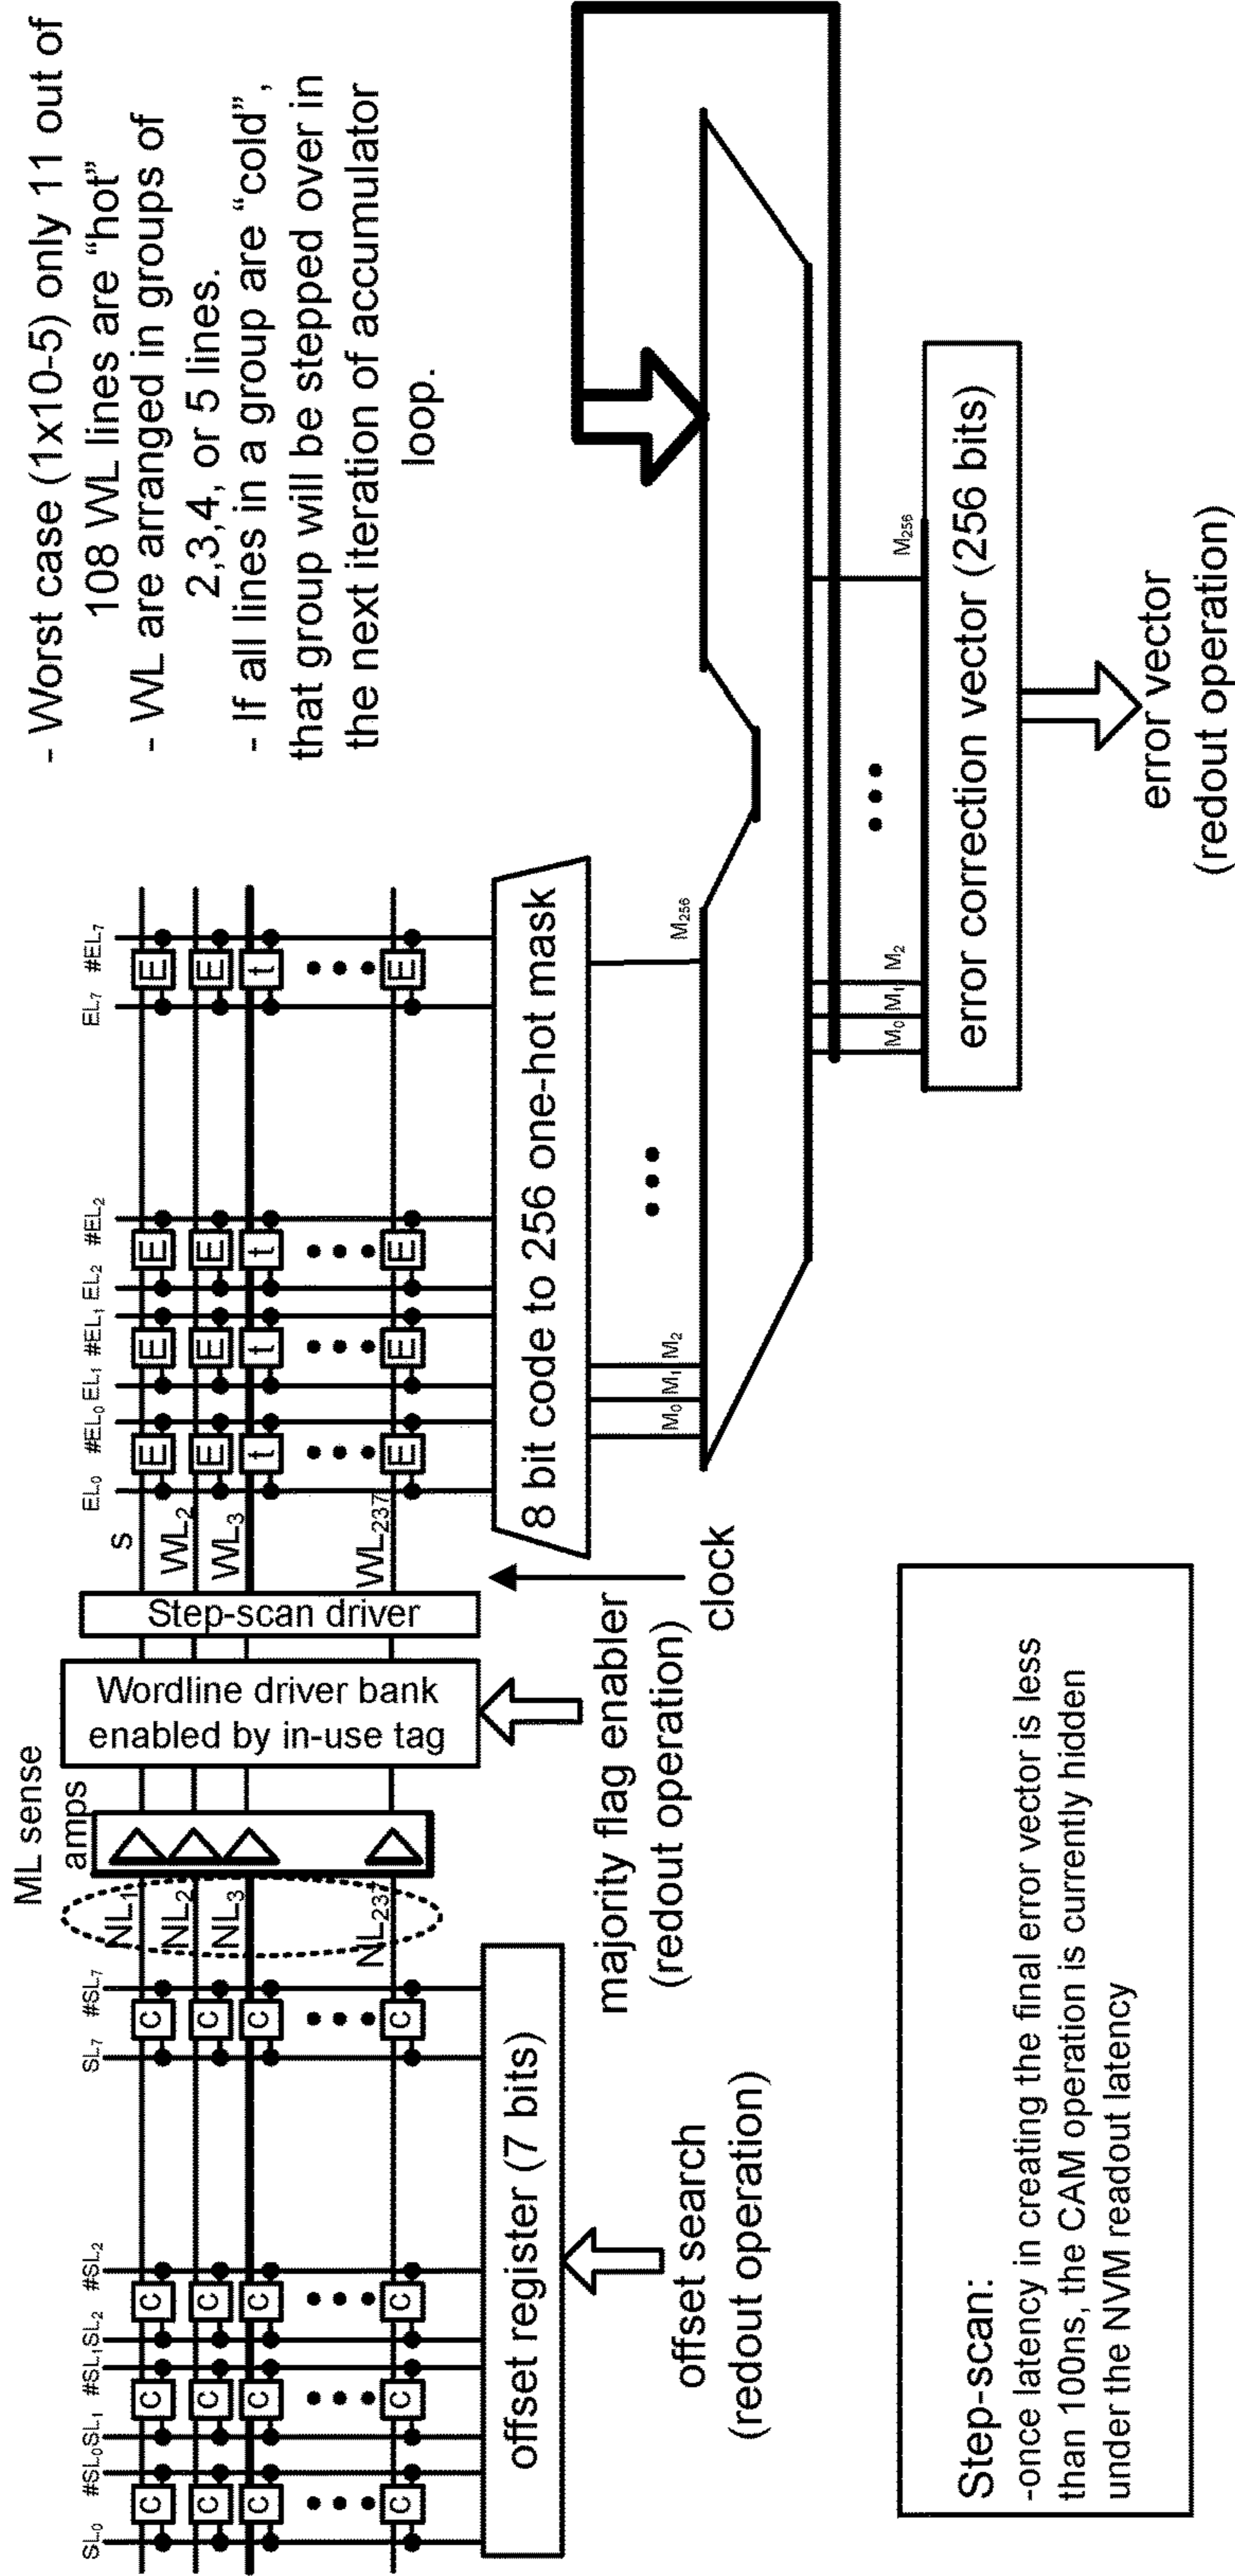 - Worst case (1x10-5) only 11 out of
108 WL lines are “hot”
- WL are arranged in groups of
2,3,4, or 5 lines.
- If all lines in a group are “cold”,
that group will be stepped over in
the next iteration of accumulator
loop.
ML sense
amps
SL₀ #SL₀ SL₁ #SL₁ SL₂ #SL₂ SL₇ #SL₇
EL₀ #EL₀ EL₁ #EL₁ EL₂ #EL₂ EL₇ #EL₇
C C C C NL₁ s E E E E
C C C C NL₂ WL₂ E E E E
C C C C NL₃ WL₃ t t t t
C C C C NL₂₃₇ WL₂₃₇ E E E E
Wordline driver bank
enabled by in-use tag
Step-scan driver
offset register (7 bits)
8 bit code to 256 one-hot mask
offset search
(redout operation)
majority flag enabler
(redout operation)
clock
M₀ M₁ M₂ M₂₅₆
M₀ M₁ M₂ M₂₅₆
error correction vector (256 bits)
error vector
(redout operation)
Step-scan:
-once latency in creating the final error vector is less
than 100ns, the CAM operation is currently hidden
under the NVM readout latency